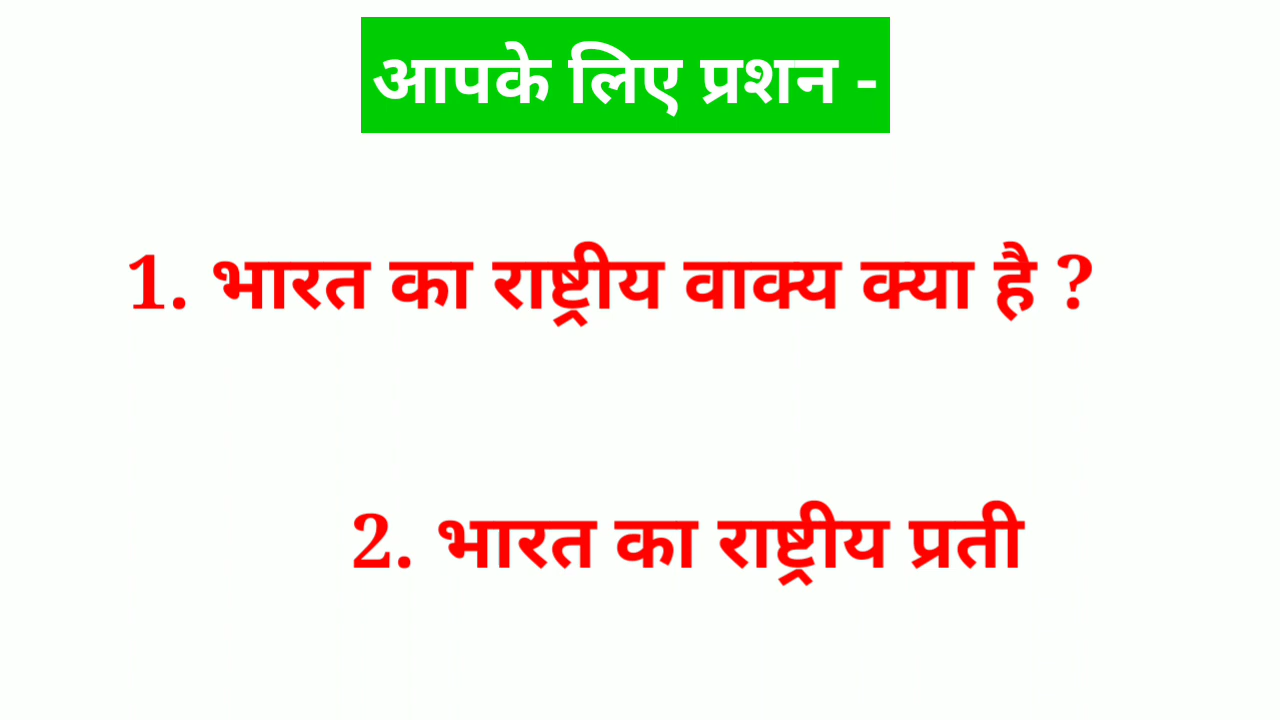 आपके लिए प्रशन -
1. भारत का राष्ट्रीय वाक्य क्या है ?
2. भारत का राष्ट्रीय प्रती